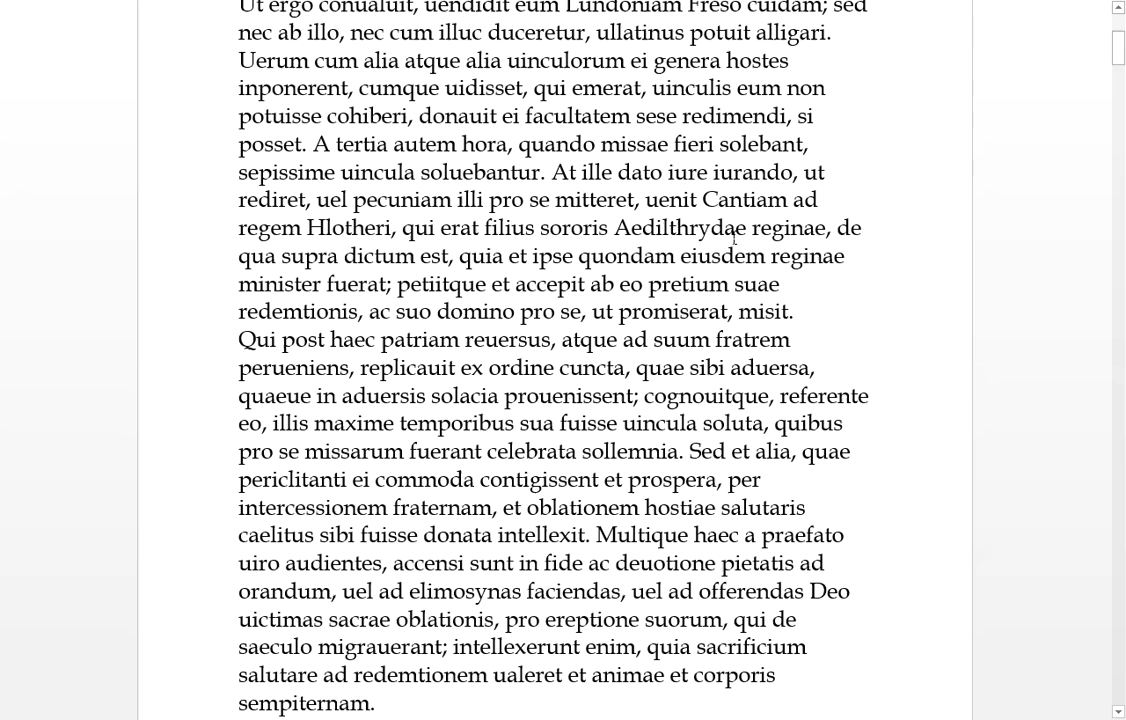 Ut ergo conualuit, uendidit eum Lundoniam Freso cuidam; sed
nec ab illo, nec cum illuc duceretur, ullatinus potuit alligari.
Uerum cum alia atque alia uinculorum ei genera hostes
inponerent, cumque uidisset, qui emerat, uinculis eum non
potuisse cohiberi, donauit ei facultatem sese redimendi, si
posset. A tertia autem hora, quando missae fieri solebant,
sepissime uincula soluebantur. At ille dato iure iurando, ut
rediret, uel pecuniam illi pro se mitteret, uenit Cantiam ad
regem Hlotheri, qui erat filius sororis Aedilthrydae reginae, de
qua supra dictum est, quia et ipse quondam eiusdem reginae
minister fuerat; petiitque et accepit ab eo pretium suae
redemtionis, ac suo domino pro se, ut promiserat, misit.
Qui post haec patriam reuersus, atque ad suum fratrem
perueniens, replicauit ex ordine cuncta, quae sibi aduersa,
quaeue in aduersis solacia prouenissent; cognouitque, referente
eo, illis maxime temporibus sua fuisse uincula soluta, quibus
pro se missarum fuerant celebrata sollemnia. Sed et alia, quae
periclitanti ei commoda contigissent et prospera, per
intercessionem fraternam, et oblationem hostiae salutaris
caelitus sibi fuisse donata intellexit. Multique haec a praefato
uiro audientes, accensi sunt in fide ac deuotione pietatis ad
orandum, uel ad elimosynas faciendas, uel ad offerendas Deo
uictimas sacrae oblationis, pro ereptione suorum, qui de
saeculo migrauerant; intellexerunt enim, quia sacrificium
salutare ad redemtionem ualeret et animae et corporis
sempiternam.